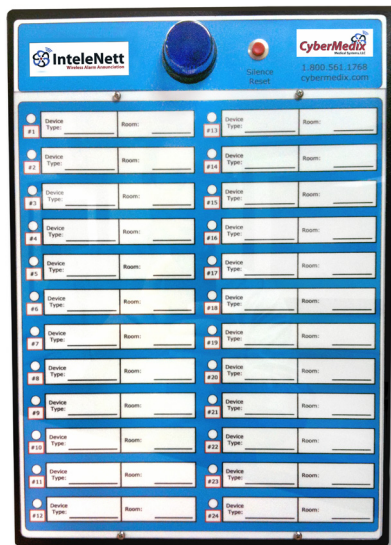 InteleNett
Wireless Alarm Annunciation
Silence
Reset
CyberMedix
Medical Systems LLC
1.800.561.1768
cybermedix.com
#1 Device Type: Room:
#2 Device Type: Room:
#3 Device Type: Room:
#4 Device Type: Room:
#5 Device Type: Room:
#6 Device Type: Room:
#7 Device Type: Room:
#8 Device Type: Room:
#9 Device Type: Room:
#10 Device Type: Room:
#11 Device Type: Room:
#12 Device Type: Room:
#13 Device Type: Room:
#14 Device Type: Room:
#15 Device Type: Room:
#16 Device Type: Room:
#17 Device Type: Room:
#18 Device Type: Room:
#19 Device Type: Room:
#20 Device Type: Room:
#21 Device Type: Room:
#22 Device Type: Room:
#23 Device Type: Room:
#24 Device Type: Room: